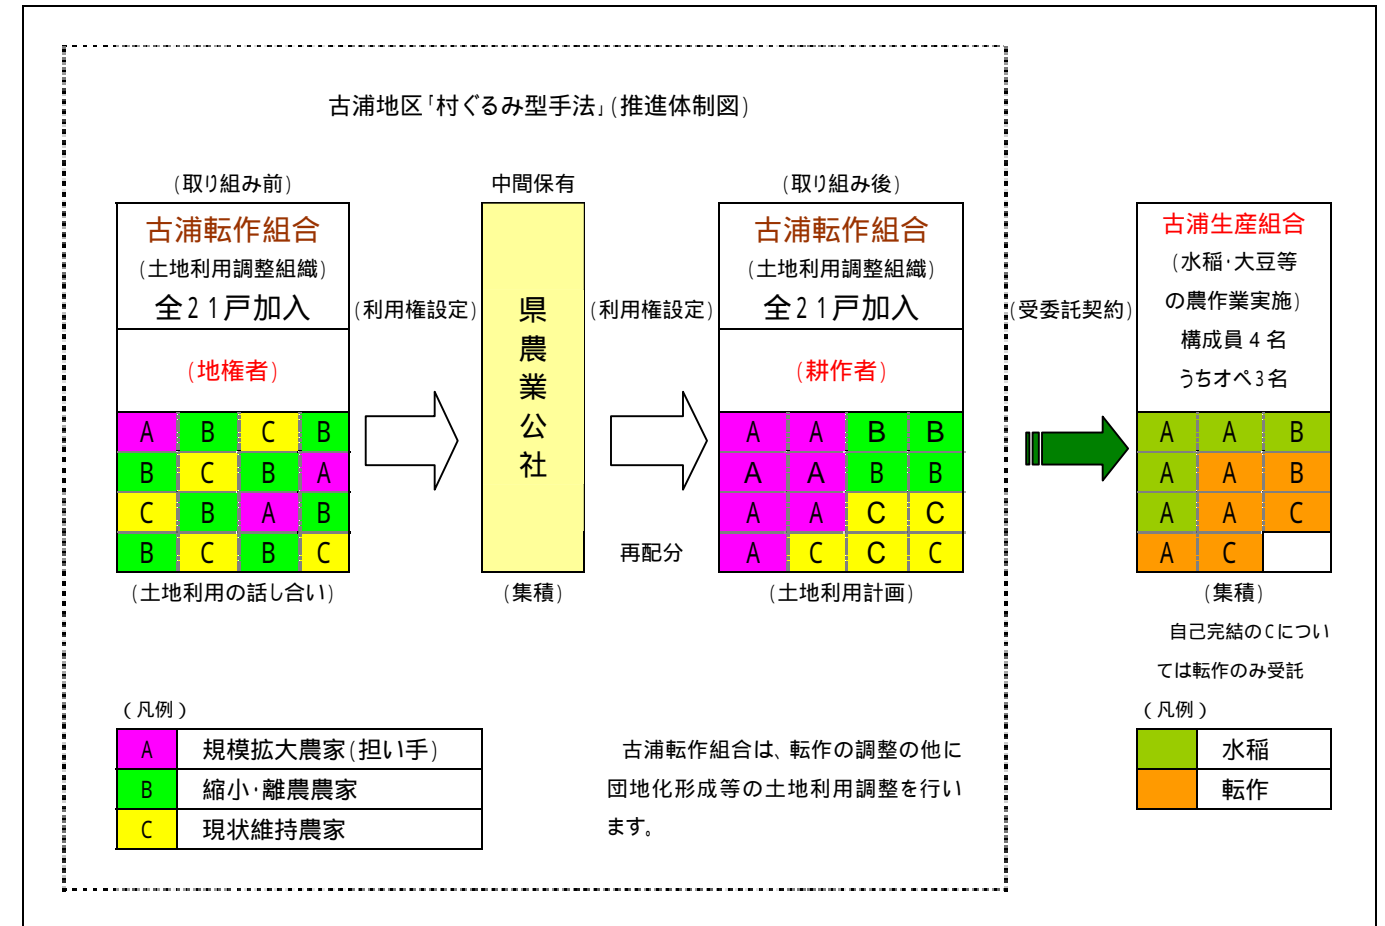 古浦地区「村ぐるみ型手法」(推進体制図)
(取り組み前)
古浦転作組合
(土地利用調整組織)
全21戸加入
(地権者)
A B C B
B C B A
C B A B
B C B C
(土地利用の話し合い)
(利用権設定)
中間保有
県農業公社
(集積)
(利用権設定)
再配分
(取り組み後)
古浦転作組合
(土地利用調整組織)
全21戸加入
(耕作者)
A A B B
A A B B
A A C C
A C C C
(土地利用計画)
(受委託契約)
古浦生産組合
(水稲・大豆等
の農作業実施)
構成員4名
うちオペ3名
A A B
A A B
A A C
A C
(集積)
自己完結のCについ
ては転作のみ受託
(凡例)
A 規模拡大農家(担い手)
B 縮小・離農農家
C 現状維持農家
古浦転作組合は、転作の調整の他に
団地化形成等の土地利用調整を行い
ます。
(凡例)
水稲
転作